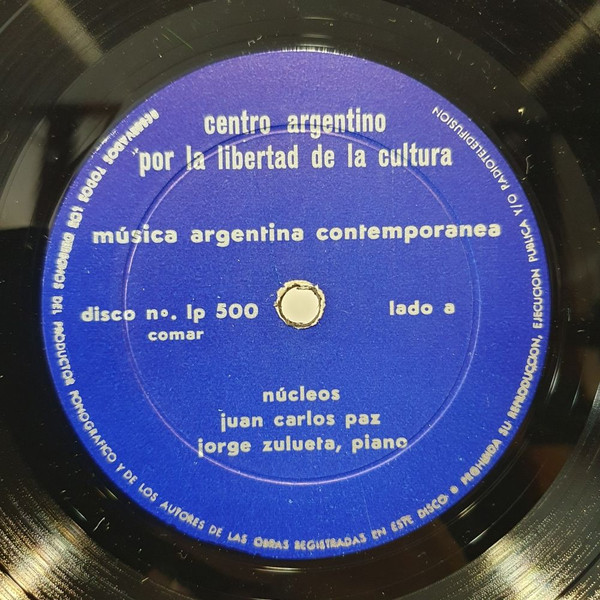 centro argentino
por la libertad de la cultura
música argentina contemporanea
disco nº. lp 500
lado a
comar
núcleos
juan carlos paz
jorge zulueta, piano
RESERVADOS TODOS LOS DERECHOS DEL PRODUCTOR FONOGRAFICO Y DE LOS AUTORES DE LAS OBRAS REGISTRADAS EN ESTE DISCO. ● PROHIBIDA SU REPRODUCCION, EJECUCION PUBLICA Y/O RADIOTELEDIFUSION